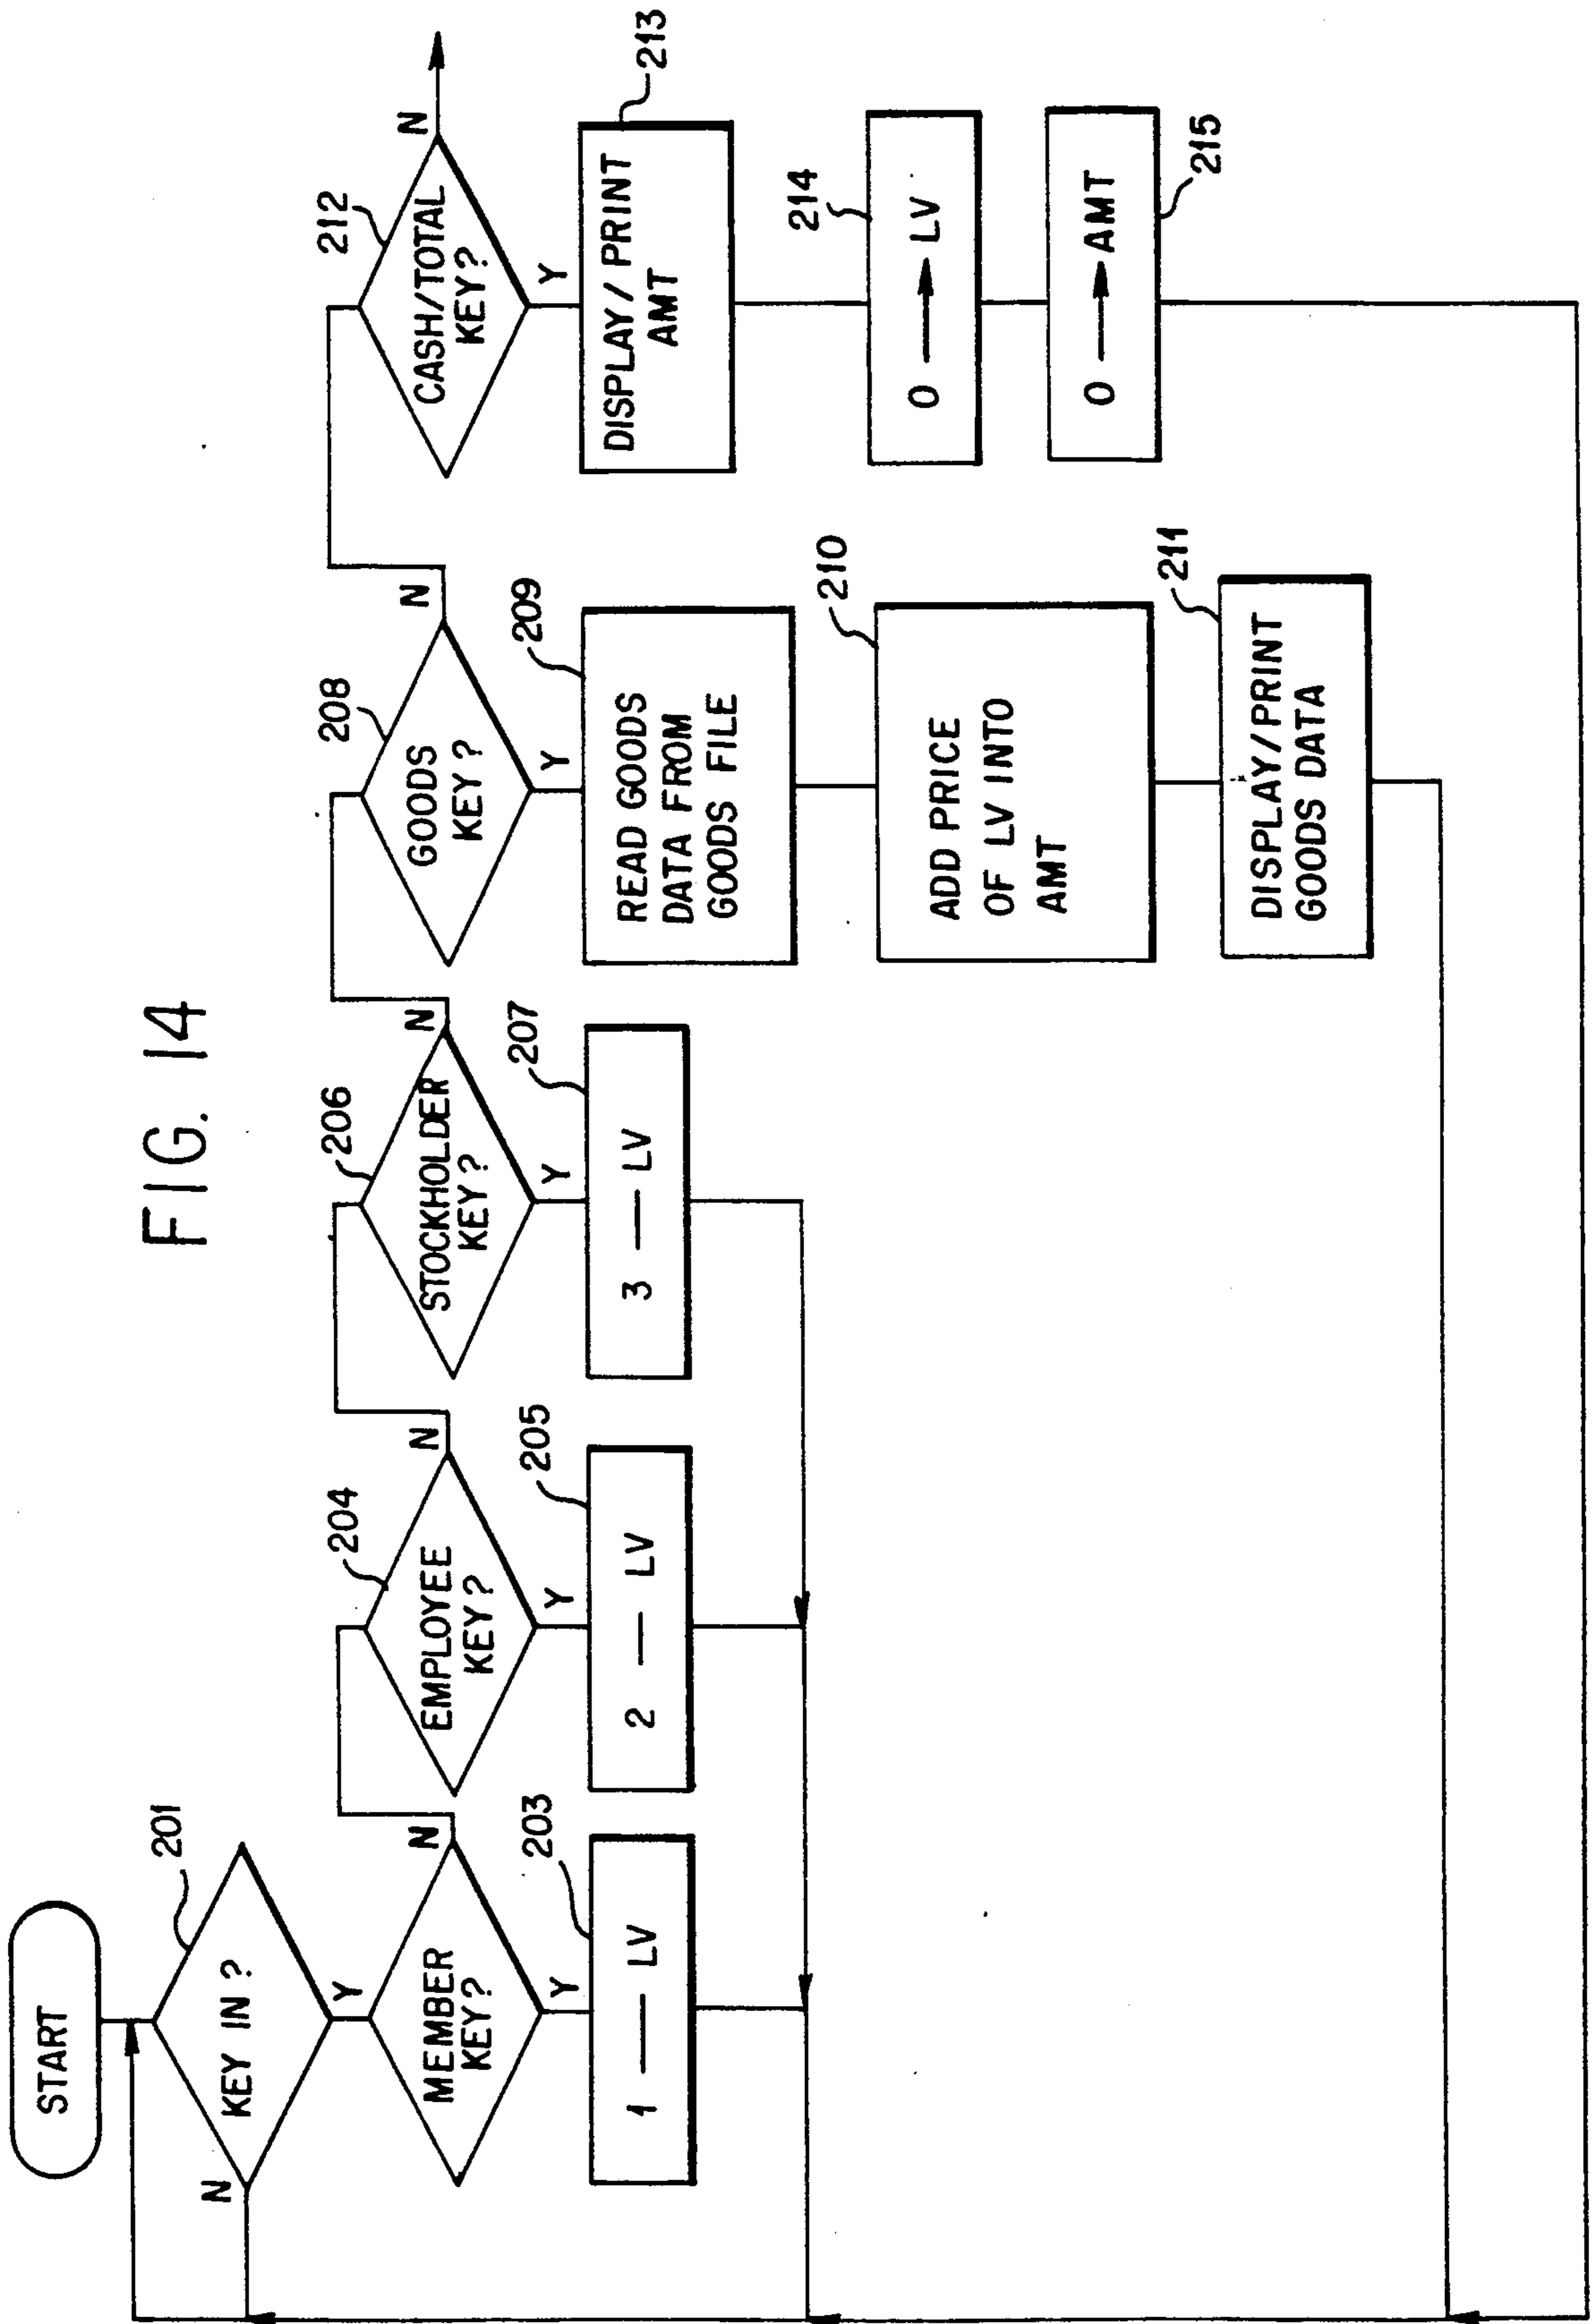 FIG. 14
START
KEY IN ?
201
N
Y
MEMBER
KEY?
N
Y
203
1 — LV
204
EMPLOYEE
KEY?
N
Y
205
2 — LV
206
STOCKHOLDER
KEY?
N
Y
207
3 — LV
208
GOODS
KEY?
N
Y
209
READ GOODS
DATA FROM
GOODS FILE
210
ADD PRICE
OF LV INTO
AMT
211
DISPLAY/PRINT
GOODS DATA
212
CASH/TOTAL
KEY?
N
Y
213
DISPLAY/PRINT
AMT
214
0 → LV
215
0 → AMT